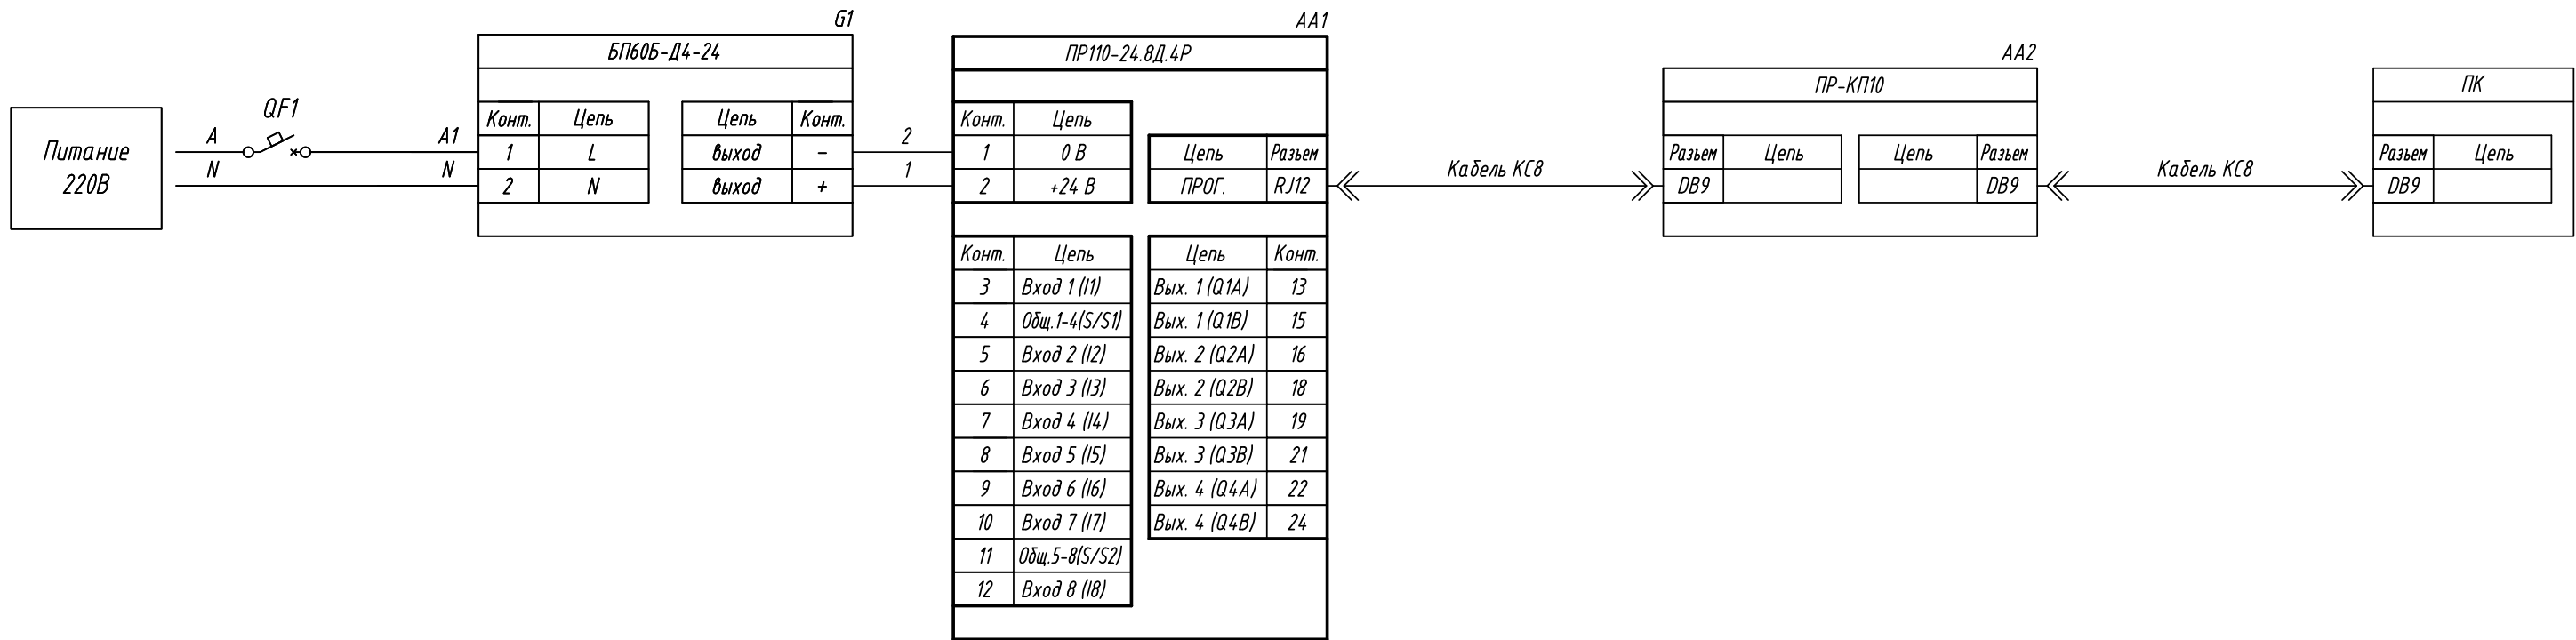 Питание
220В
QF1
A
N
A1
N
G1
БП60Б-Д4-24
Конт. Цепь
1 L
2 N
Цепь Конт.
выход -
выход +
2
1
AA1
ПР110-24.8Д.4Р
Конт. Цепь
1 0 В
2 +24 В
Цепь Разъем
ПРОГ. RJ12
Конт. Цепь
3 Вход 1 (I1)
4 Общ.1-4(S/S1)
5 Вход 2 (I2)
6 Вход 3 (I3)
7 Вход 4 (I4)
8 Вход 5 (I5)
9 Вход 6 (I6)
10 Вход 7 (I7)
11 Общ.5-8(S/S2)
12 Вход 8 (I8)
Цепь Конт.
Вых. 1 (Q1A) 13
Вых. 1 (Q1B) 15
Вых. 2 (Q2A) 16
Вых. 2 (Q2B) 18
Вых. 3 (Q3A) 19
Вых. 3 (Q3B) 21
Вых. 4 (Q4A) 22
Вых. 4 (Q4B) 24
Кабель КС8
AA2
ПР-КП10
Разъем Цепь
DB9
Цепь Разъем
DB9
Кабель КС8
ПК
Разъем Цепь
DB9